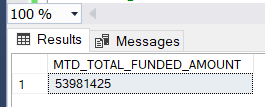 100 %
Results Messages
MTD_TOTAL_FUNDED_AMOUNT
1 53981425